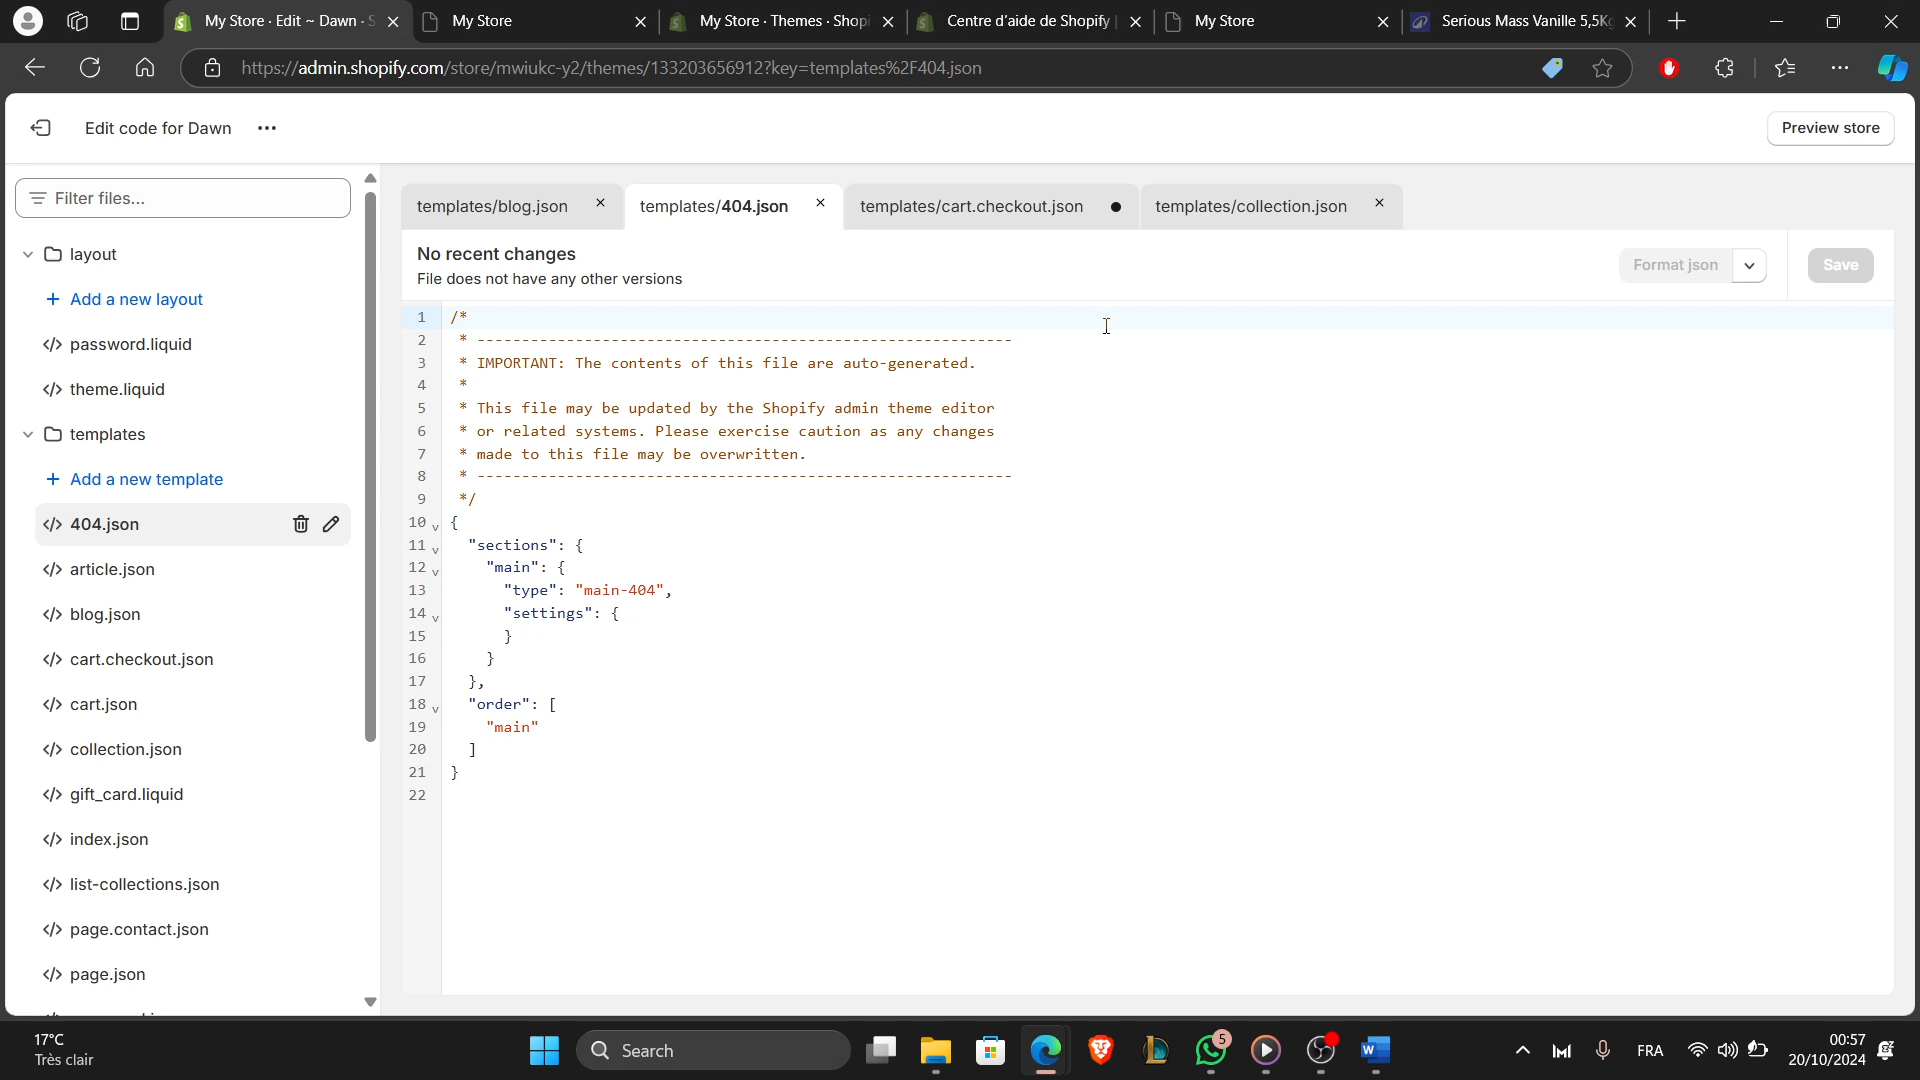 My Store · Edit ~ Dawn · S
My Store
My Store · Themes · Shopi
Centre d'aide de Shopify
My Store
Serious Mass Vanille 5,5Kg
https://admin.shopify.com/store/mwiukc-y2/themes/133203656912?key=templates%2F404.json
Edit code for Dawn
Preview store
Filter files...
layout
Add a new layout
</> password.liquid
</> theme.liquid
templates
Add a new template
</> 404.json
</> article.json
</> blog.json
</> cart.checkout.json
</> cart.json
</> collection.json
</> gift_card.liquid
</> index.json
</> list-collections.json
</> page.contact.json
</> page.json
templates/blog.json
templates/404.json
templates/cart.checkout.json
templates/collection.json
No recent changes
File does not have any other versions
Format json
Save
1 /*
2 * ------------------------------------------------------------
3 * IMPORTANT: The contents of this file are auto-generated.
4 *
5 * This file may be updated by the Shopify admin theme editor
6 * or related systems. Please exercise caution as any changes
7 * made to this file may be overwritten.
8 * ------------------------------------------------------------
9 */
10 {
11 "sections": {
12 "main": {
13 "type": "main-404",
14 "settings": {
15 }
16 }
17 },
18 "order": [
19 "main"
20 ]
21 }
22
17°C
Très clair
Search
5
FRA
00:57
20/10/2024